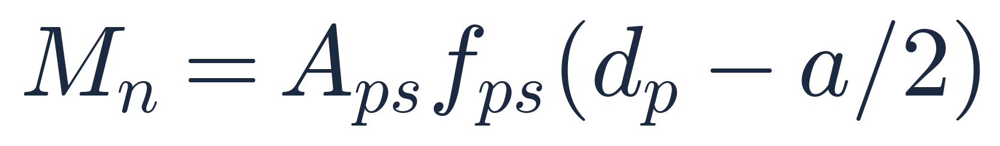 $M_n = A_{ps} f_{ps} (d_p - a/2)$